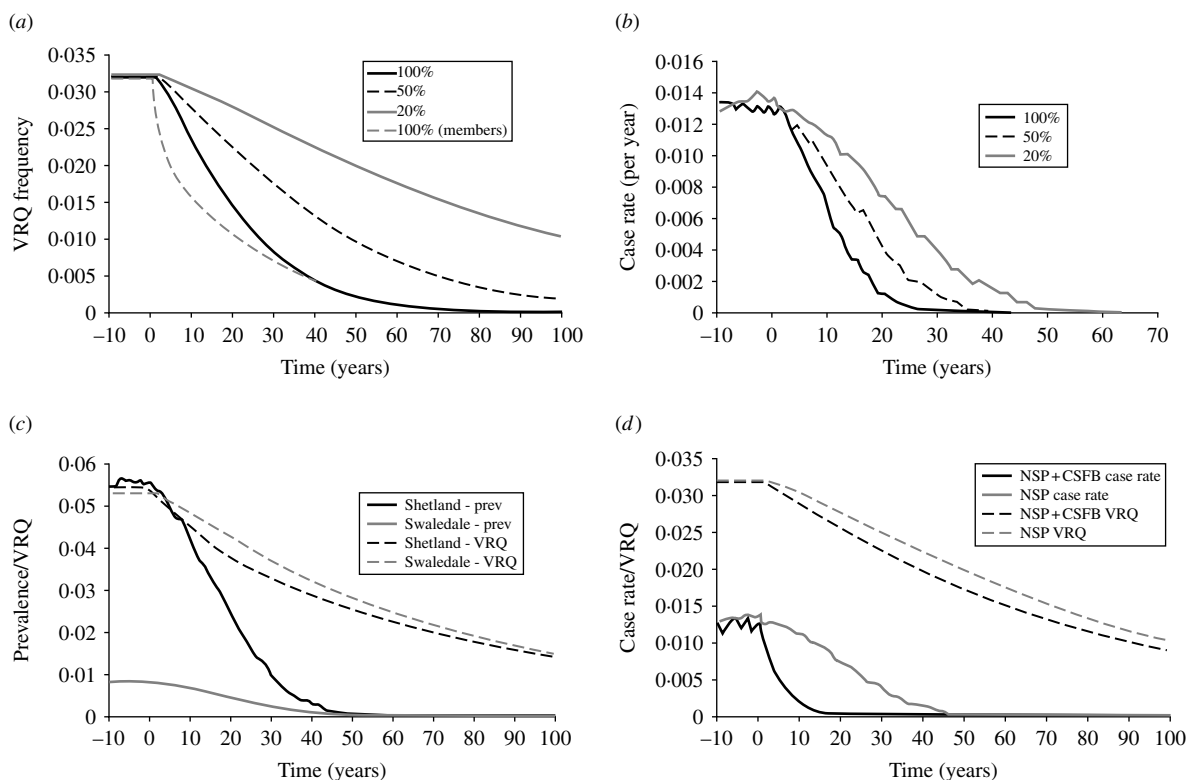 (a)
0·035
0·030
0·025
0·020
0·015
0·010
0·005
0
VRQ frequency
100%
50%
20%
100% (members)
−10 0 10 20 30 40 50 60 70 80 90 100
Time (years)
(b)
0·016
0·014
0·012
0·010
0·008
0·006
0·004
0·002
0
Case rate (per year)
100%
50%
20%
−10 0 10 20 30 40 50 60 70
Time (years)
(c)
0·06
0·05
0·04
0·03
0·02
0·01
0
Prevalence/VRQ
Shetland - prev
Swaledale - prev
Shetland - VRQ
Swaledale - VRQ
−10 0 10 20 30 40 50 60 70 80 90 100
Time (years)
(d)
0·035
0·030
0·025
0·020
0·015
0·010
0·005
0
Case rate/VRQ
NSP+CSFB case rate
NSP case rate
NSP+CSFB VRQ
NSP VRQ
−10 0 10 20 30 40 50 60 70 80 90 100
Time (years)